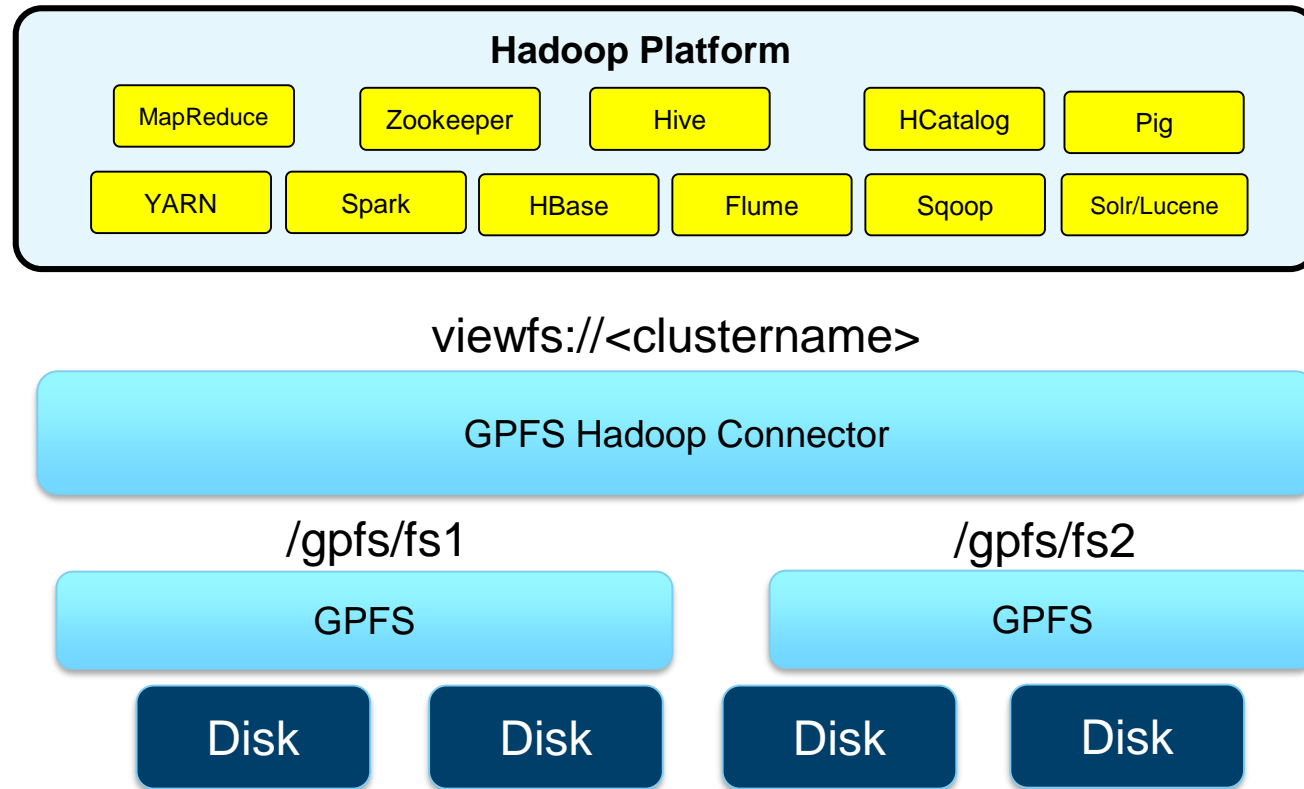 Hadoop Platform
MapReduce Zookeeper Hive HCatalog Pig
YARN Spark HBase Flume Sqoop Solr/Lucene
viewfs://<clustername>
GPFS Hadoop Connector
/gpfs/fs1 /gpfs/fs2
GPFS GPFS
Disk Disk Disk Disk